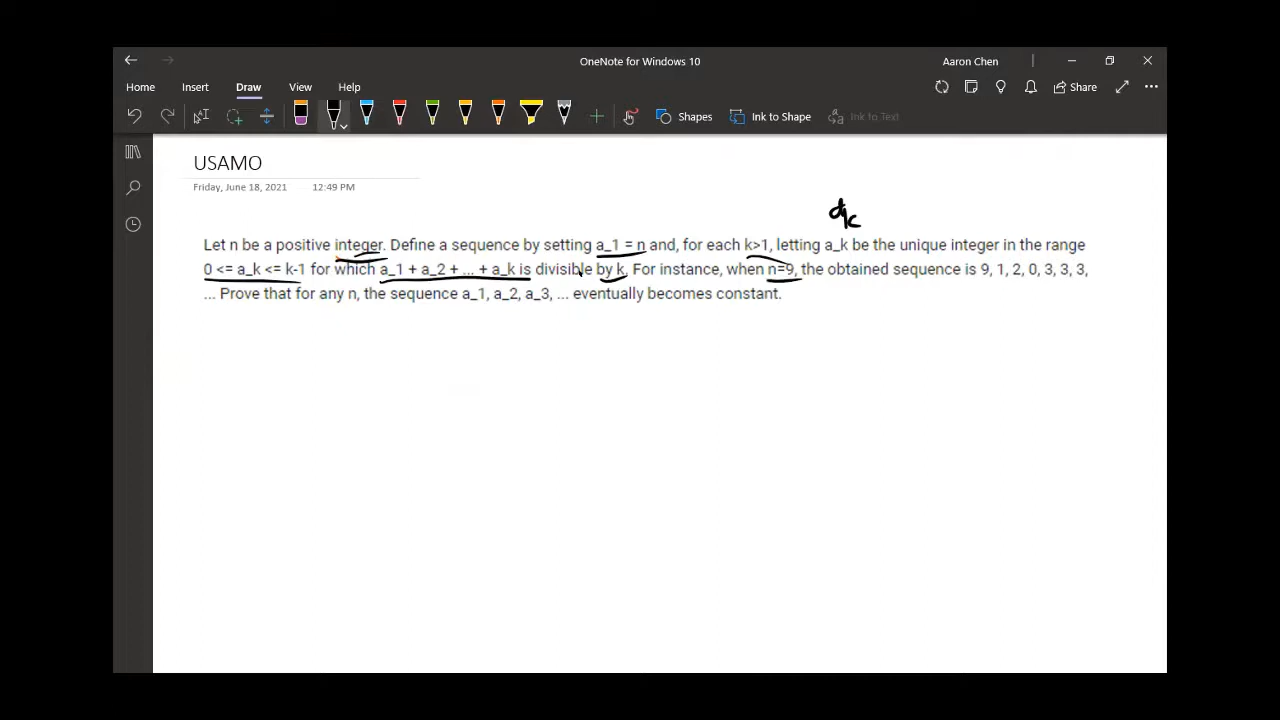 OneNote for Windows 10
Aaron Chen
Home Insert Draw View Help
Share
Shapes Ink to Shape Ink to Text
USAMO
Friday, June 18, 2021 12:49 PM
a_k
Let n be a positive integer. Define a sequence by setting a_1 = n and, for each k>1, letting a_k be the unique integer in the range
0 <= a_k <= k-1 for which a_1 + a_2 + ... + a_k is divisible by k. For instance, when n=9, the obtained sequence is 9, 1, 2, 0, 3, 3, 3,
... Prove that for any n, the sequence a_1, a_2, a_3, ... eventually becomes constant.